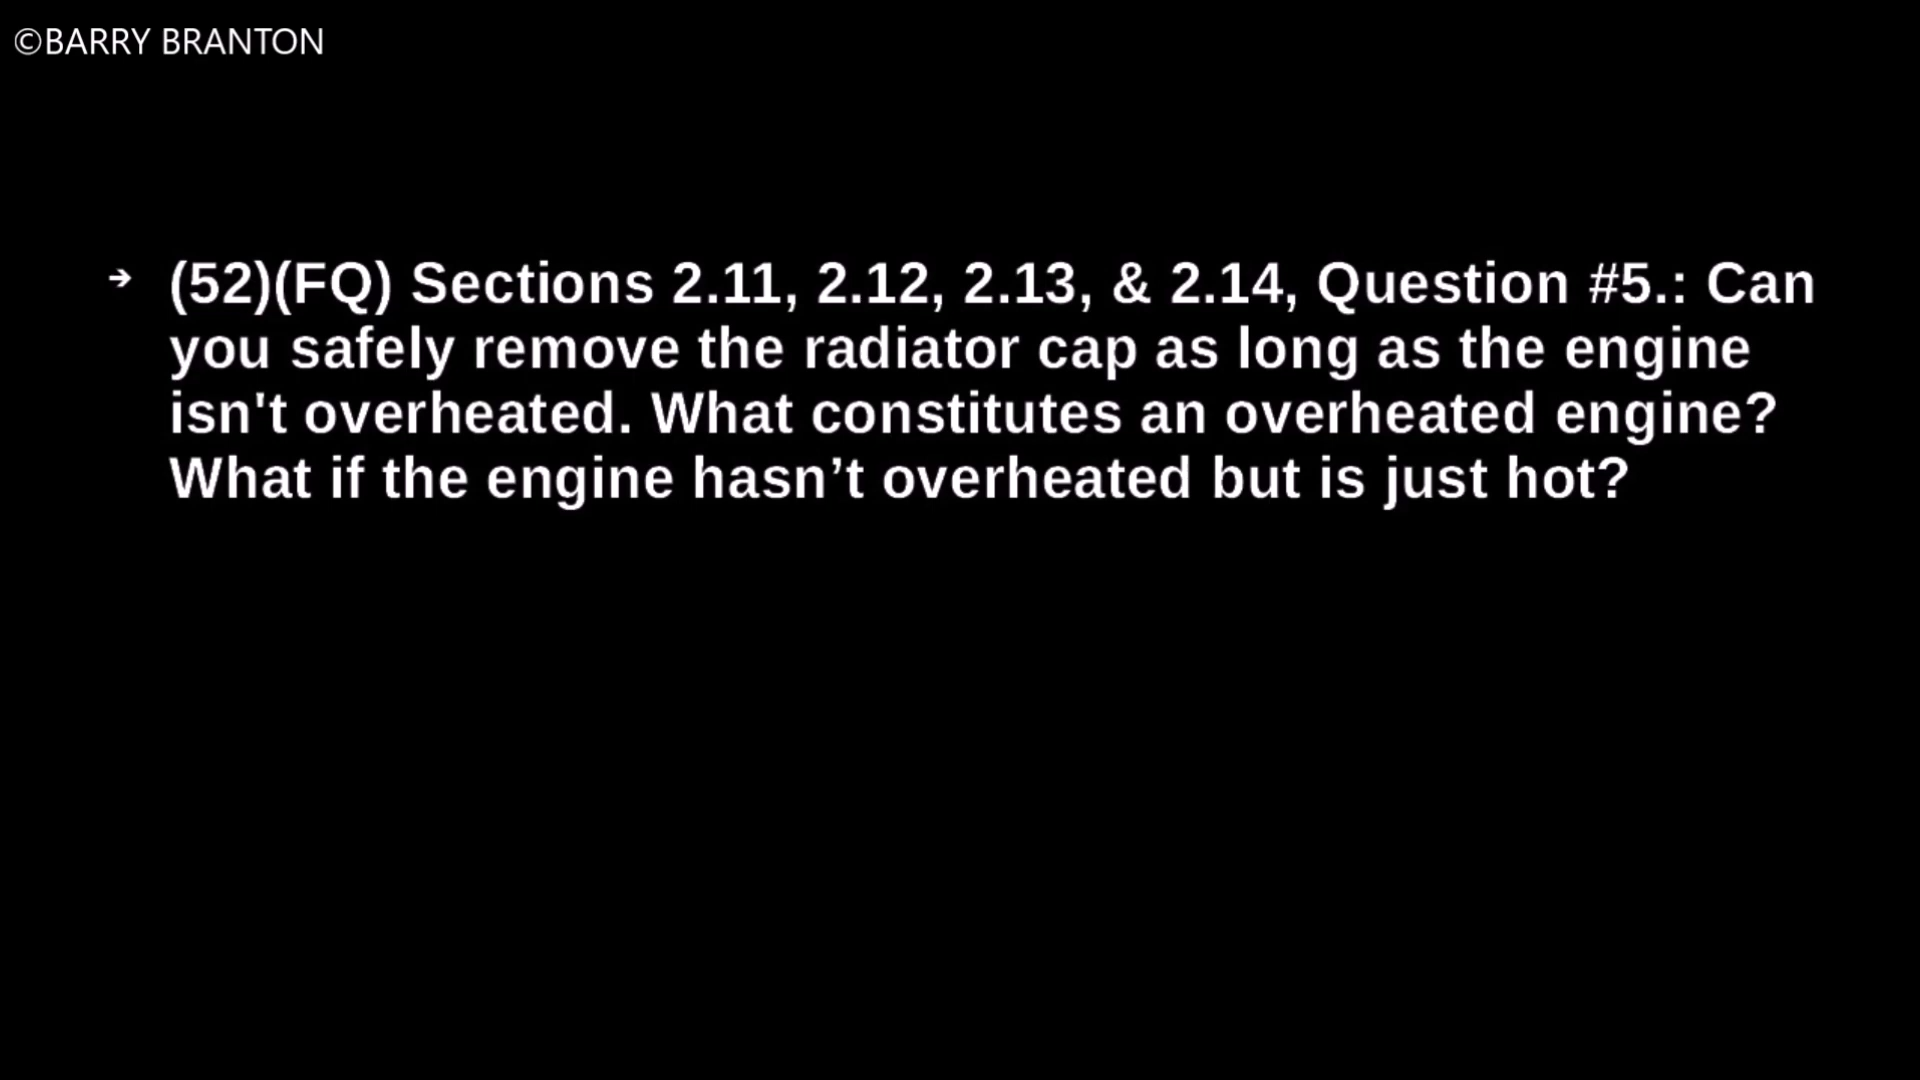 ©BARRY BRANTON
➔ (52)(FQ) Sections 2.11, 2.12, 2.13, & 2.14, Question #5.: Can
you safely remove the radiator cap as long as the engine
isn't overheated. What constitutes an overheated engine?
What if the engine hasn’t overheated but is just hot?